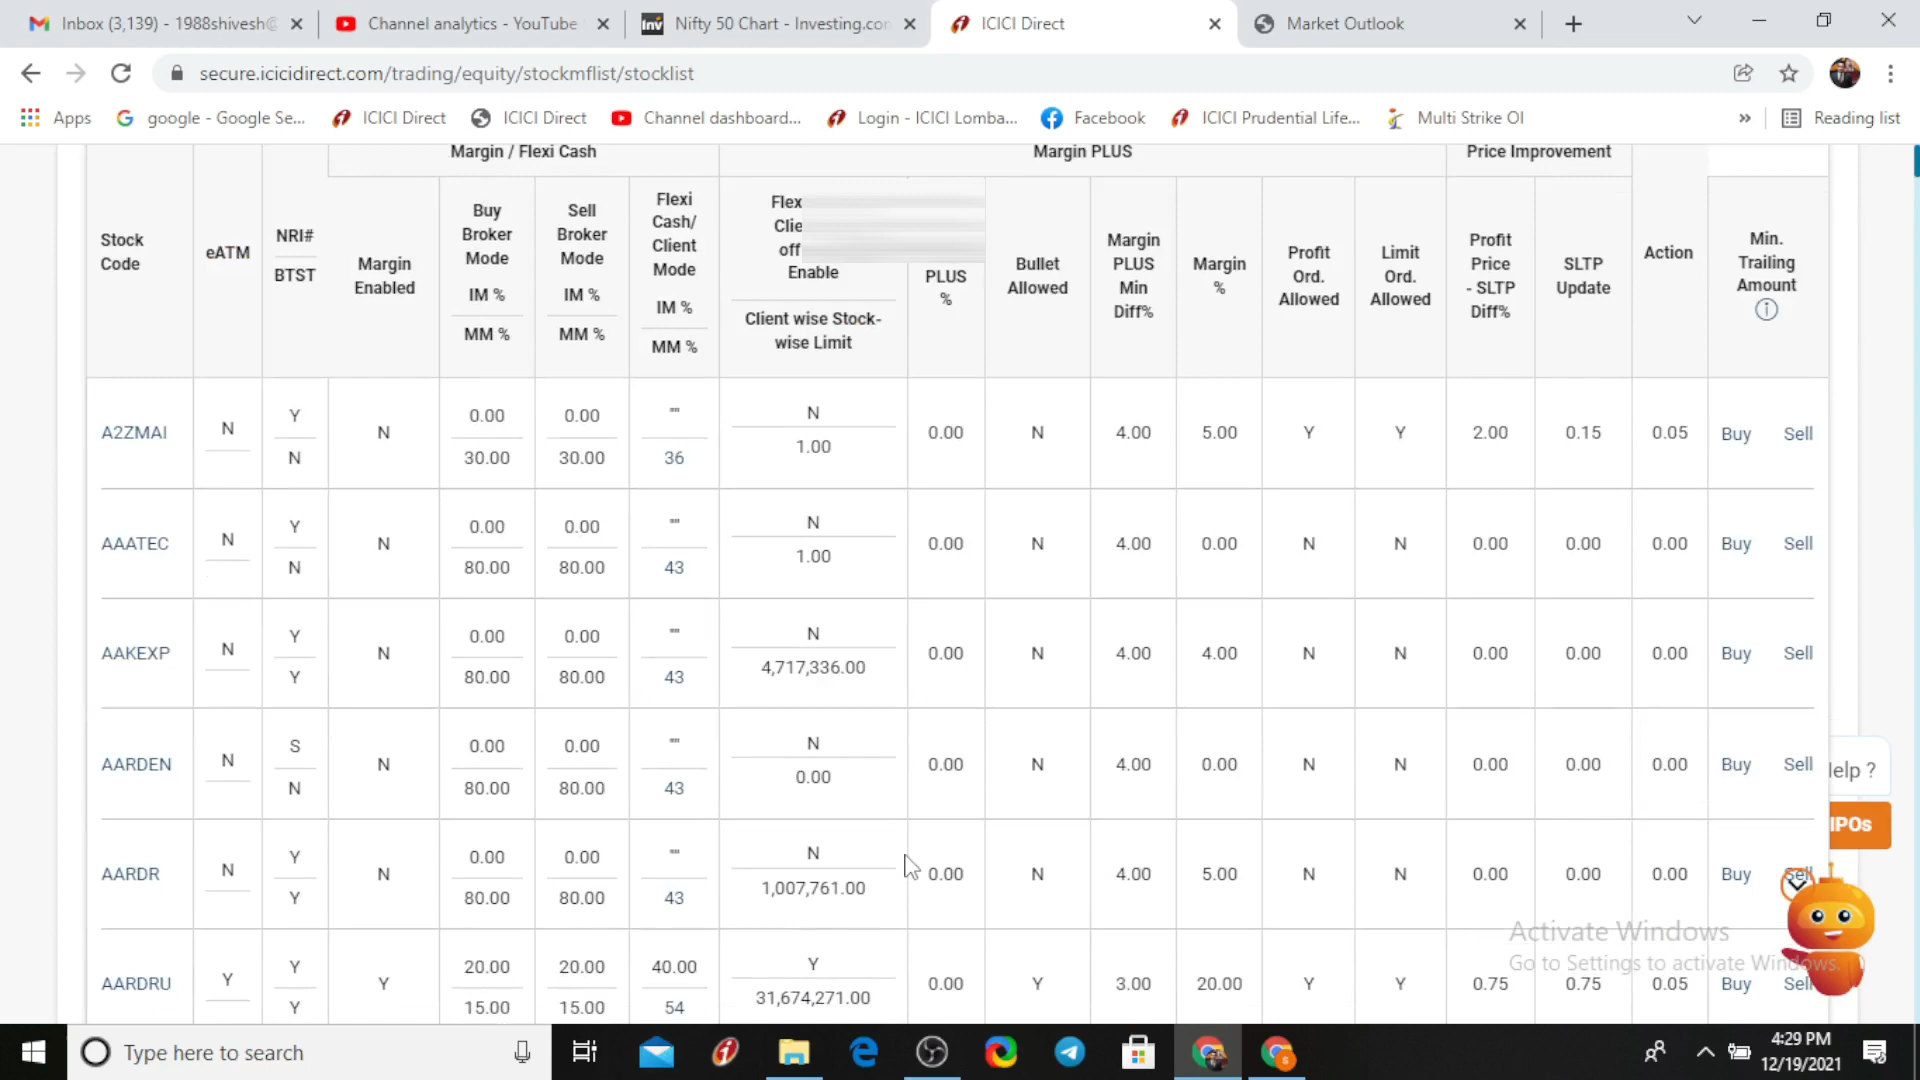 Inbox (3,139) - 1988shivesh@
Channel analytics - YouTube
Nifty 50 Chart - Investing.con
ICICI Direct
Market Outlook
secure.icicidirect.com/trading/equity/stockmflist/stocklist
Apps
google - Google Se...
ICICI Direct
ICICI Direct
Channel dashboard...
Login - ICICI Lomba...
Facebook
ICICI Prudential Life...
Multi Strike OI
»
Reading list
Margin / Flexi Cash
Margin PLUS
Price Improvement
Stock Code
eATM
NRI#
BTST
Margin Enabled
Buy Broker Mode
IM %
MM %
Sell Broker Mode
IM %
MM %
Flexi Cash/ Client Mode
IM %
MM %
Flex
Clie
off
Enable
Client wise Stock-wise Limit
PLUS %
Bullet Allowed
Margin PLUS Min Diff%
Margin %
Profit Ord. Allowed
Limit Ord. Allowed
Profit Price - SLTP Diff%
SLTP Update
Action
Min. Trailing Amount
A2ZMAI N Y N 0.00 0.00 "" N 0.00 N 4.00 5.00 Y Y 2.00 0.15 0.05 Buy Sell
N 30.00 30.00 36 1.00
AAATEC N Y N 0.00 0.00 "" N 0.00 N 4.00 0.00 N N 0.00 0.00 0.00 Buy Sell
N 80.00 80.00 43 1.00
AAKEXP N Y N 0.00 0.00 "" N 0.00 N 4.00 4.00 N N 0.00 0.00 0.00 Buy Sell
Y 80.00 80.00 43 4,717,336.00
AARDEN N S N 0.00 0.00 "" N 0.00 N 4.00 0.00 N N 0.00 0.00 0.00 Buy Sell
N 80.00 80.00 43 0.00
AARDR N Y N 0.00 0.00 "" N 0.00 N 4.00 5.00 N N 0.00 0.00 0.00 Buy Sell
Y 80.00 80.00 43 1,007,761.00
AARDRU Y Y Y 20.00 20.00 40.00 Y 0.00 Y 3.00 20.00 Y Y 0.75 0.75 0.05 Buy Sell
Y 15.00 15.00 54 31,674,271.00
lelp ?
IPOs
Activate Windows
Go to Settings to activate Windows.
Type here to search
4:29 PM
12/19/2021